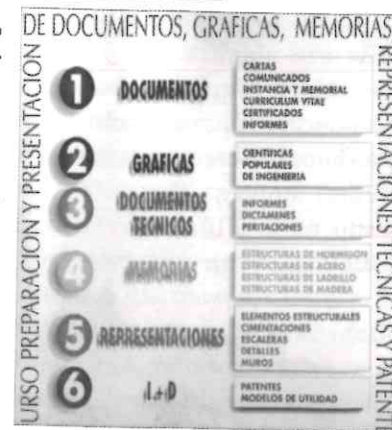 DE DOCUMENTOS, GRAFICAS, MEMORIAS
URSO PREPARACION Y PRESENTACION
1 DOCUMENTOS
CARTAS
COMUNICADOS
INSTANCIA Y MEMORIAL
CURRICULUM VITAE
CERTIFICADOS
INFORMES
2 GRAFICAS
CIENTIFICAS
POPULARES
DE INGENIERIA
3 DOCUMENTOS
TECNICOS
INFORMES
DICTAMENES
PERITACIONES
4 MEMORIAS
ESTRUCTURAS DE HORMIGON
ESTRUCTURAS DE ACERO
ESTRUCTURAS DE LADRILLO
ESTRUCTURAS DE MADERA
5 REPRESENTACIONES
ELEMENTOS ESTRUCTURALES
CIMENTACIONES
ESCALERAS
DETALLES
MUROS
6 I+D
PATENTES
MODELOS DE UTILIDAD
REPRESENTACIONES TECNICAS Y PATENTE